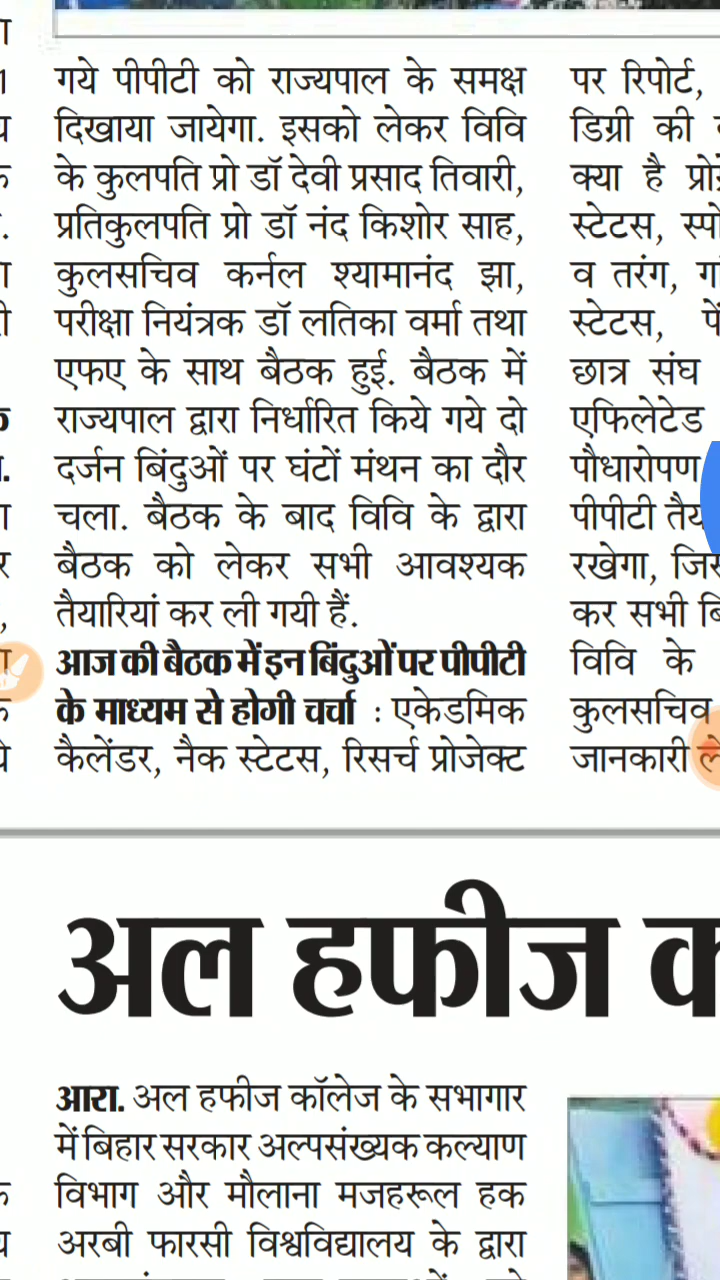 गये पीपीटी को राज्यपाल के समक्ष
दिखाया जायेगा. इसको लेकर विवि
के कुलपति प्रो डॉ देवी प्रसाद तिवारी,
प्रतिकुलपति प्रो डॉ नंद किशोर साह,
कुलसचिव कर्नल श्यामानंद झा,
परीक्षा नियंत्रक डॉ लतिका वर्मा तथा
एफए के साथ बैठक हुई. बैठक में
राज्यपाल द्वारा निर्धारित किये गये दो
दर्जन बिंदुओं पर घंटों मंथन का दौर
चला. बैठक के बाद विवि के द्वारा
बैठक को लेकर सभी आवश्यक
तैयारियां कर ली गयी हैं.
आज की बैठक में इन बिंदुओं पर पीपीटी
के माध्यम से होगी चर्चा : एकेडमिक
कैलेंडर, नैक स्टेटस, रिसर्च प्रोजेक्ट
पर रिपोर्ट,
डिग्री की
क्या है
स्टेटस,
व तरंग,
स्टेटस,
छात्र संघ
एफिलेटेड
पौधारोपण
पीपीटी
रखेगा,
कर सभी
विवि के
कुलसचिव
जानकारी
अल हफीज
आरा. अल हफीज कॉलेज के सभागार
में बिहार सरकार अल्पसंख्यक कल्याण
विभाग और मौलाना मजहरूल हक
अरबी फारसी विश्वविद्यालय के द्वारा